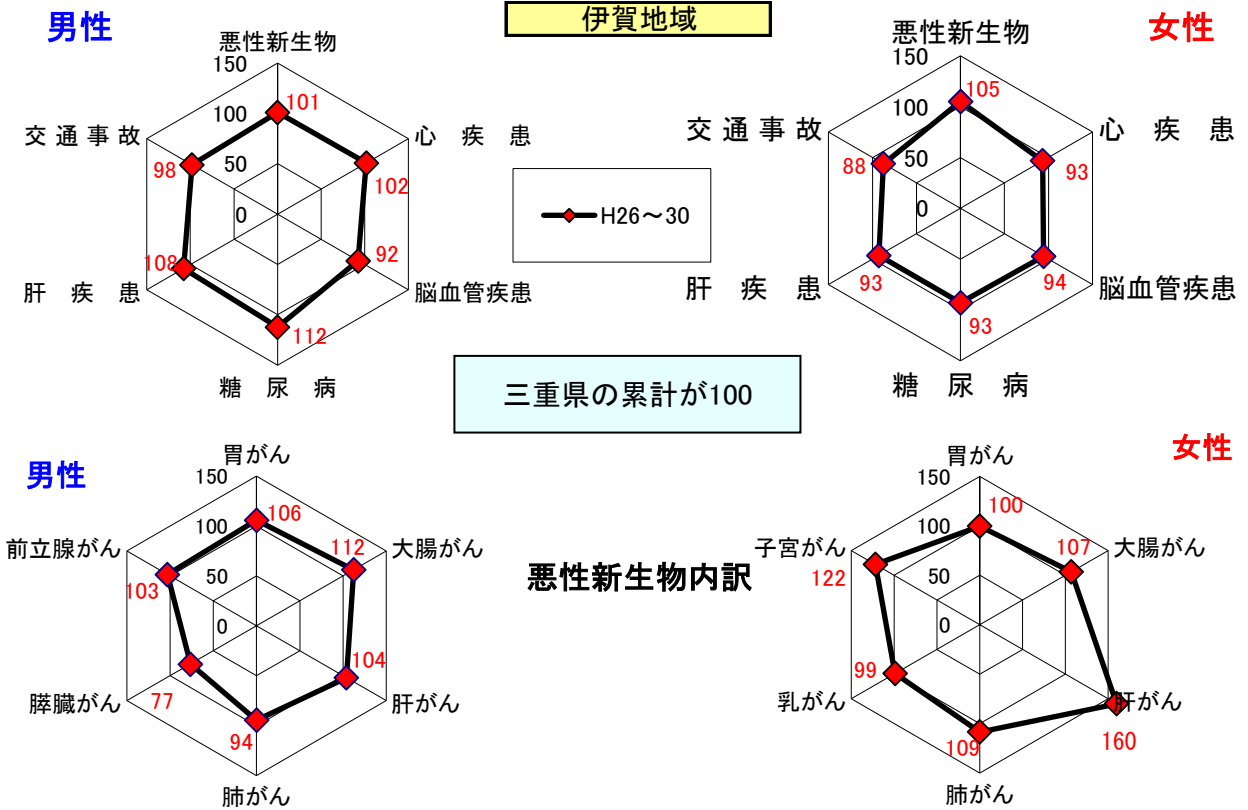 伊賀地域
男性
悪性新生物
150
100
50
0
101
心 疾 患
102
92
脳血管疾患
112
糖 尿 病
108
肝 疾 患
98
交 通 事 故
H26～30
女性
悪性新生物
150
100
50
0
105
心 疾 患
93
94
脳血管疾患
93
糖 尿 病
93
肝 疾 患
88
交 通 事 故
三重県の累計が100
男性
胃がん
150
100
50
0
106
大腸がん
112
104
肝がん
94
肺がん
77
膵臓がん
103
前立腺がん
悪性新生物内訳
女性
胃がん
150
100
50
0
100
大腸がん
107
肝がん
160
109
肺がん
99
乳がん
122
子宮がん